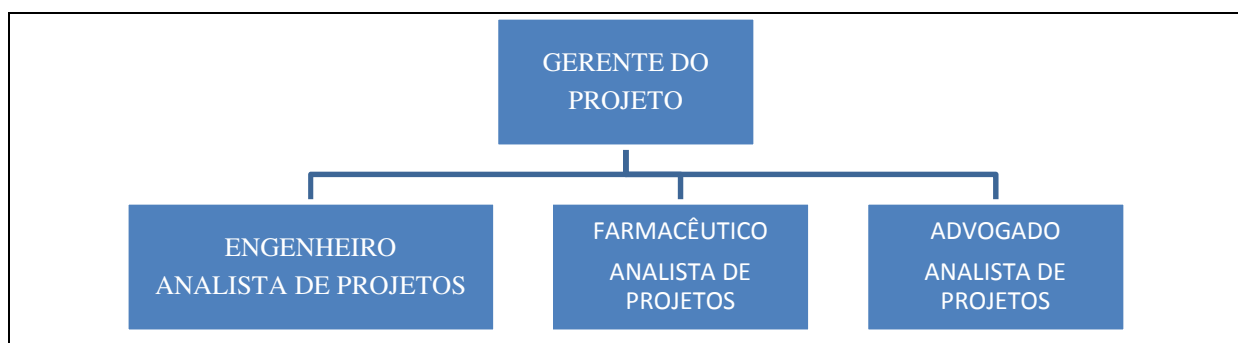 GERENTE DO
PROJETO
ENGENHEIRO
ANALISTA DE PROJETOS
FARMACÊUTICO
ANALISTA DE
PROJETOS
ADVOGADO
ANALISTA DE
PROJETOS